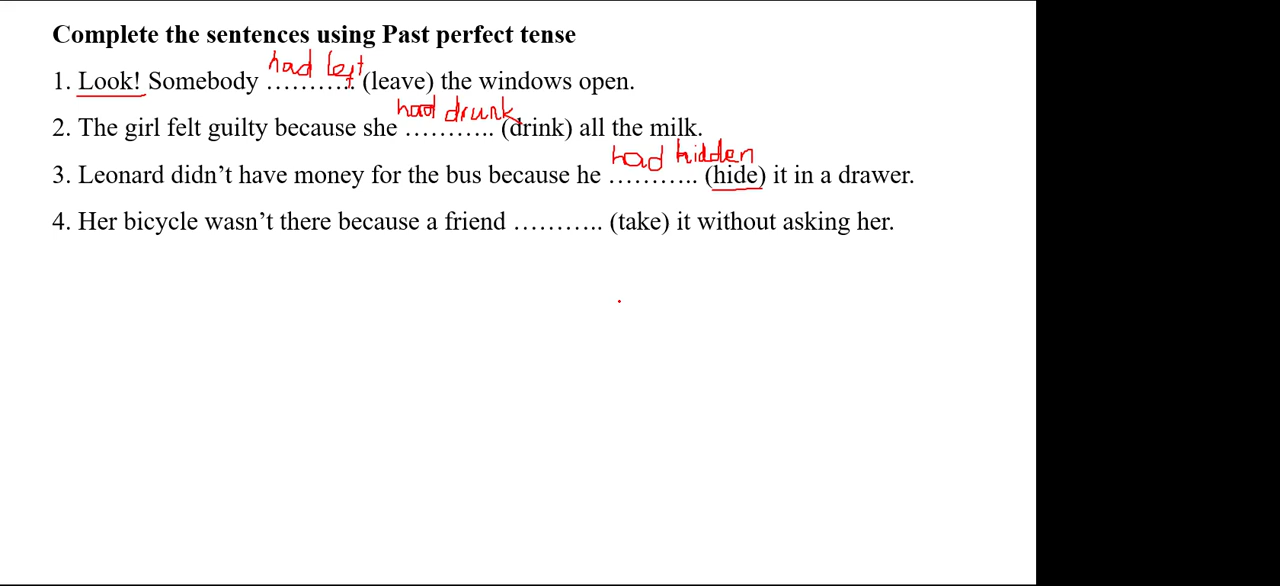 Complete the sentences using Past perfect tense
had left
1. Look! Somebody ………. (leave) the windows open.
had drunk
2. The girl felt guilty because she ……….. (drink) all the milk.
had hidden
3. Leonard didn’t have money for the bus because he ……….. (hide) it in a drawer.
4. Her bicycle wasn’t there because a friend ……….. (take) it without asking her.